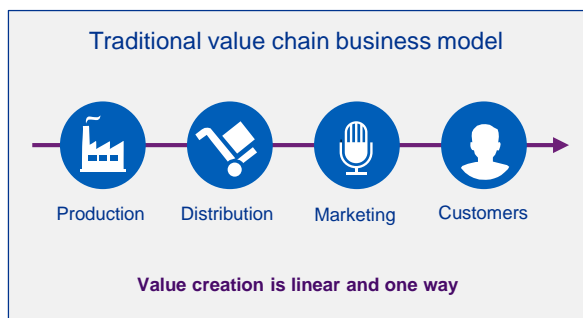 Traditional value chain business model
Production
Distribution
Marketing
Customers
Value creation is linear and one way